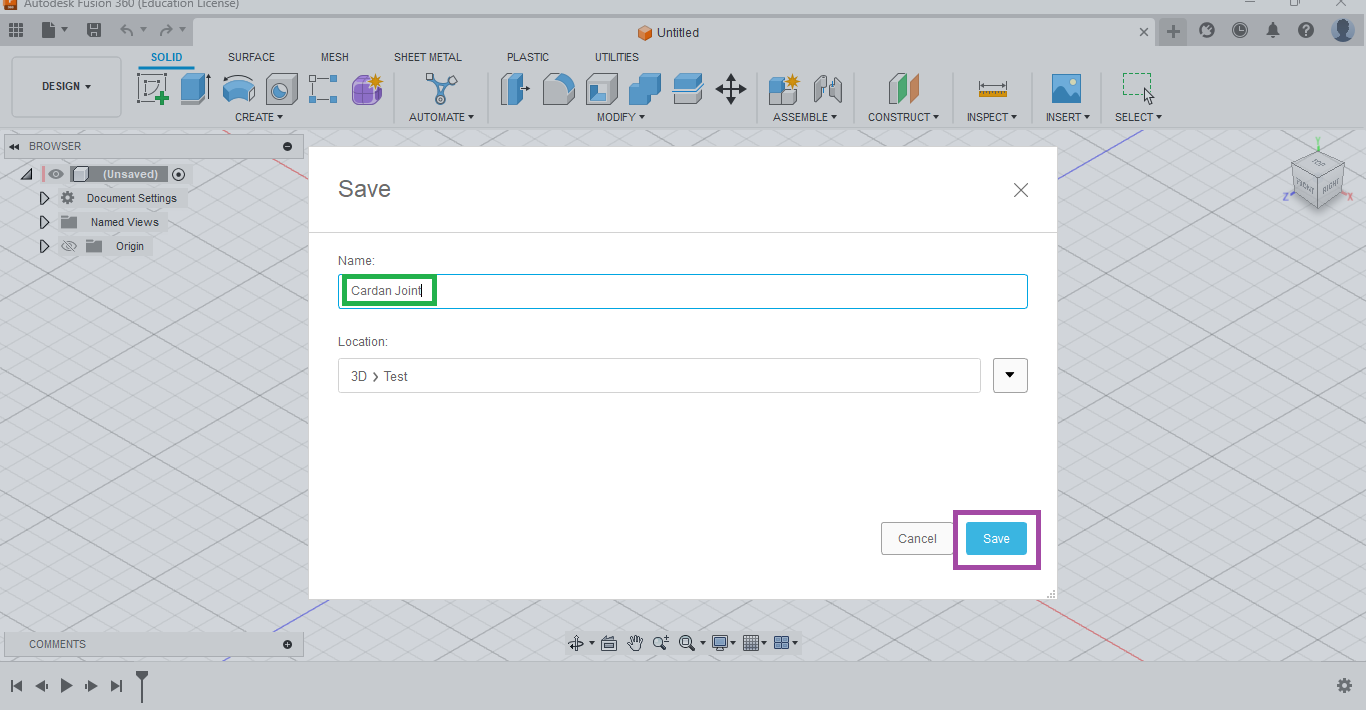 Autodesk Fusion 360 (Education License)
Untitled
SOLID SURFACE MESH SHEET METAL PLASTIC UTILITIES
DESIGN
CREATE AUTOMATE MODIFY ASSEMBLE CONSTRUCT INSPECT INSERT SELECT
BROWSER
(Unsaved)
Document Settings
Named Views
Origin
Y
TOP
FRONT RIGHT
Z X
Save
Name:
Cardan Joint
Location:
3D > Test
Cancel Save
COMMENTS